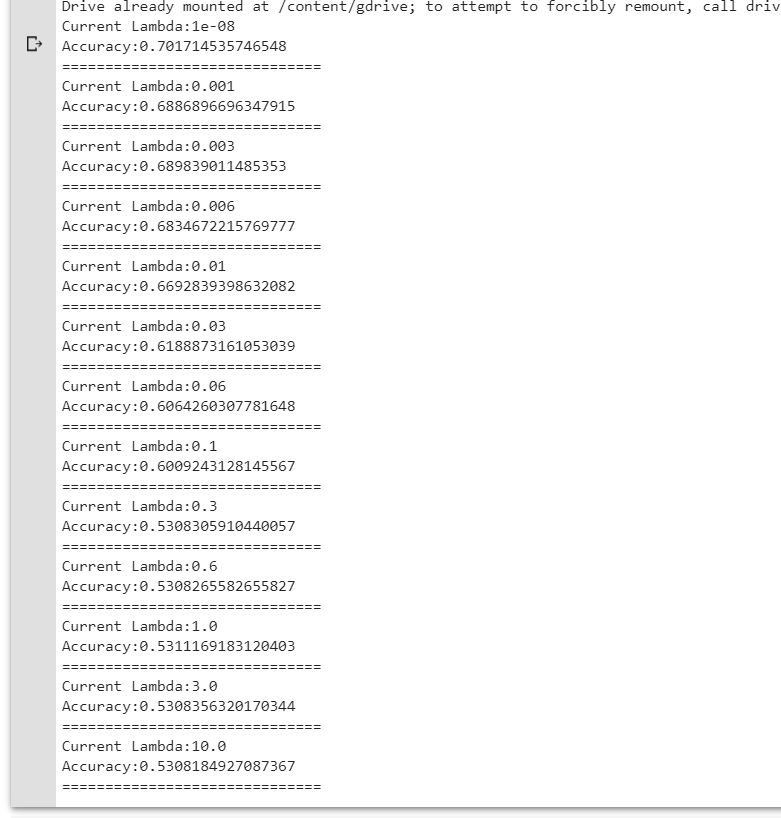 Drive already mounted at /content/gdrive; to attempt to forcibly remount, call driv
Current Lambda:1e-08
Accuracy:0.701714535746548
==============================
Current Lambda:0.001
Accuracy:0.6886896696347915
==============================
Current Lambda:0.003
Accuracy:0.689839011485353
==============================
Current Lambda:0.006
Accuracy:0.6834672215769777
==============================
Current Lambda:0.01
Accuracy:0.6692839398632082
==============================
Current Lambda:0.03
Accuracy:0.6188873161053039
==============================
Current Lambda:0.06
Accuracy:0.6064260307781648
==============================
Current Lambda:0.1
Accuracy:0.6009243128145567
==============================
Current Lambda:0.3
Accuracy:0.5308305910440057
==============================
Current Lambda:0.6
Accuracy:0.5308265582655827
==============================
Current Lambda:1.0
Accuracy:0.5311169183120403
==============================
Current Lambda:3.0
Accuracy:0.5308356320170344
==============================
Current Lambda:10.0
Accuracy:0.5308184927087367
==============================